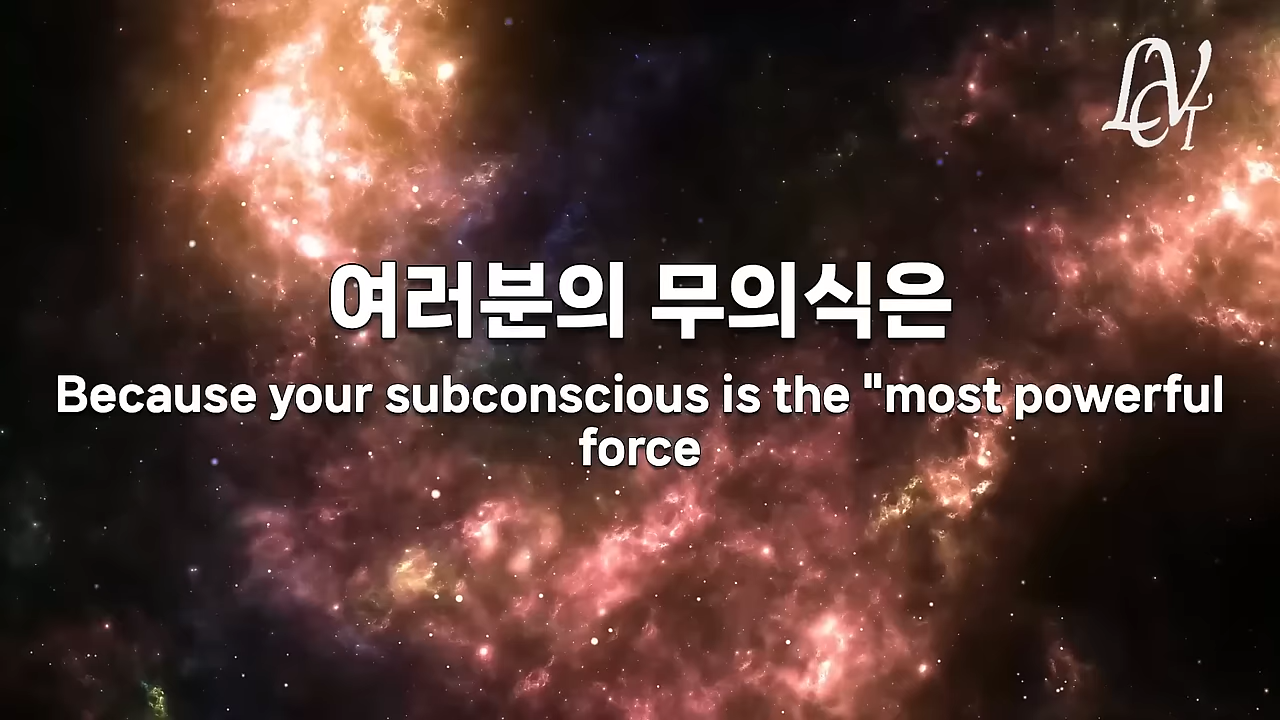 여러분의 무의식은
Because your subconscious is the "most powerful
force